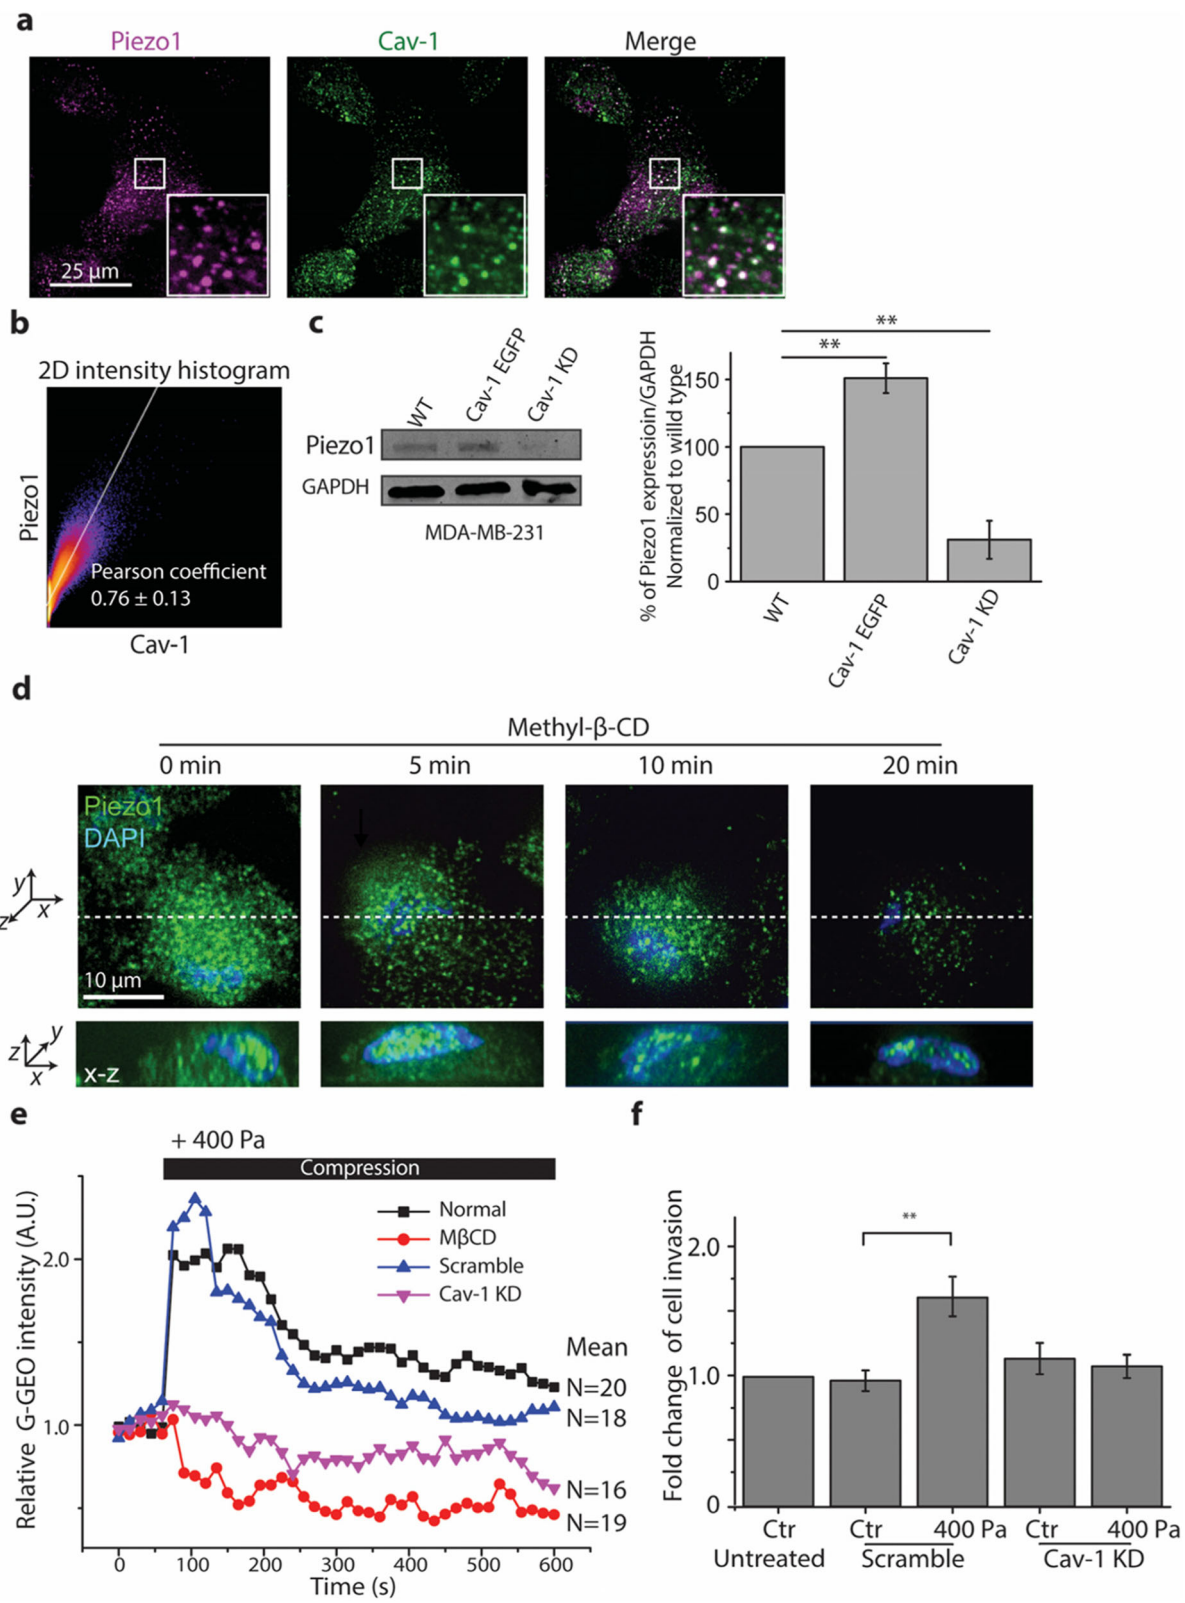 a
Piezo1 Cav-1 Merge
25 μm
b
2D intensity histogram
Piezo1
Pearson coefficient
0.76 ± 0.13
Cav-1
c
WT Cav-1 EGFP Cav-1 KD
Piezo1
GAPDH
MDA-MB-231
% of Piezo1 expressioin/GAPDH
Normalized to willd type
**
**
150
100
50
0
WT Cav-1 EGFP Cav-1 KD
d
Methyl-β-CD
0 min 5 min 10 min 20 min
Piezo1
DAPI
y
x
z
10 μm
z
y
x
x-z
e
+ 400 Pa
Compression
Relative G-GEO intensity (A.U.)
2.0
1.0
Normal
MβCD
Scramble
Cav-1 KD
Mean
N=20
N=18
N=16
N=19
0 100 200 300 400 500 600
Time (s)
f
Fold change of cell invasion
**
2.0
1.0
0
Ctr Ctr 400 Pa Ctr 400 Pa
Untreated Scramble Cav-1 KD